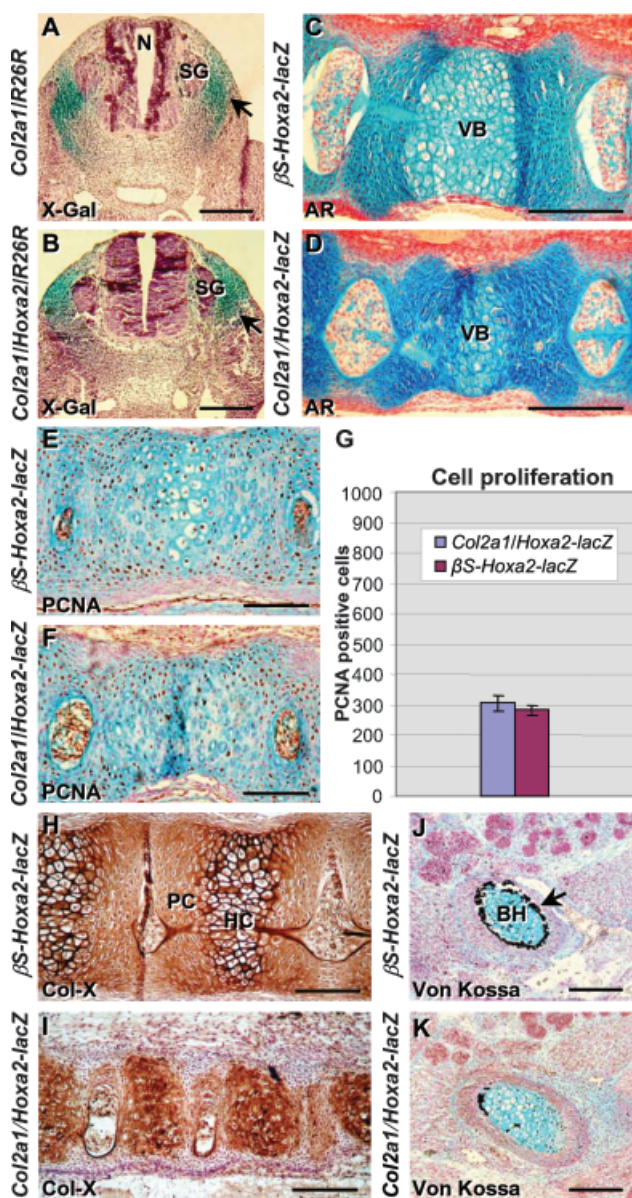 A
N
SG
Col2a1/R26R
X-Gal
B
SG
Col2a1/Hoxa2/R26R
X-Gal
C
VB
βS-Hoxa2-lacZ
AR
D
VB
Col2a1/Hoxa2-lacZ
AR
E
βS-Hoxa2-lacZ
PCNA
F
Col2a1/Hoxa2-lacZ
PCNA
G
Cell proliferation
PCNA positive cells
1000
900
800
700
600
500
400
300
200
100
0
Col2a1/Hoxa2-lacZ
βS-Hoxa2-lacZ
H
PC
HC
βS-Hoxa2-lacZ
Col-X
I
Col2a1/Hoxa2-lacZ
Col-X
J
BH
βS-Hoxa2-lacZ
Von Kossa
K
Col2a1/Hoxa2-lacZ
Von Kossa